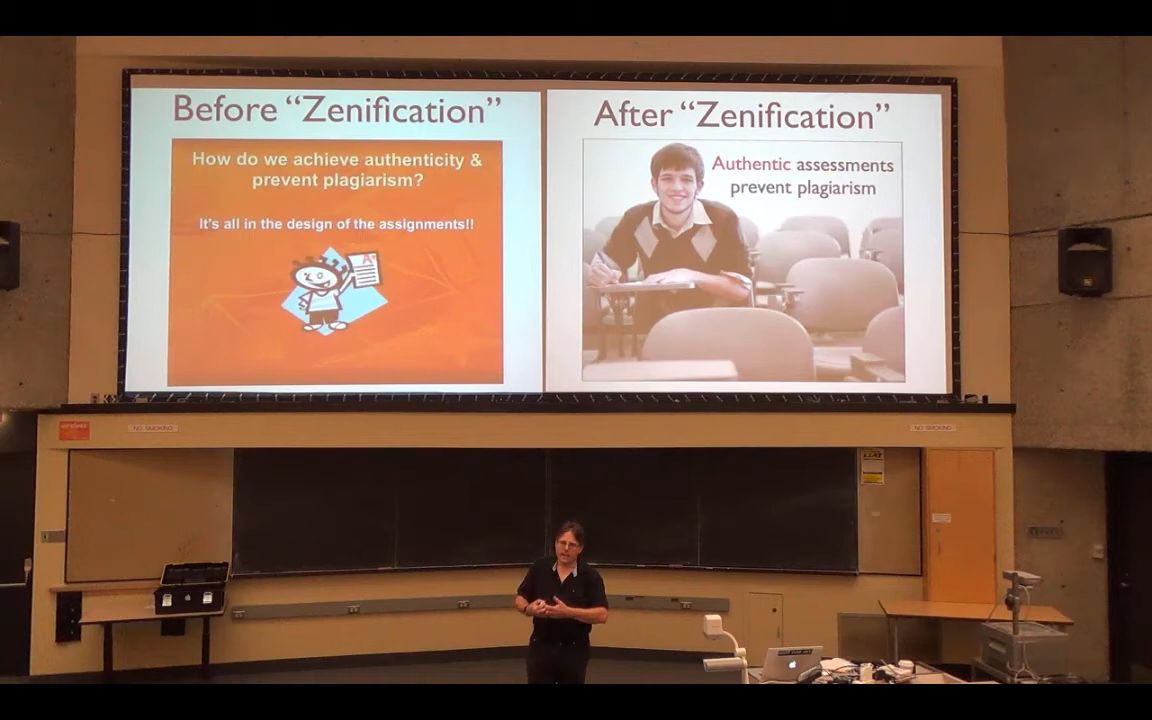 Before “Zenification”
How do we achieve authenticity &
prevent plagiarism?
It's all in the design of the assignments!!
A+
After “Zenification”
Authentic assessments
prevent plagiarism
NO SMOKING
NO SMOKING